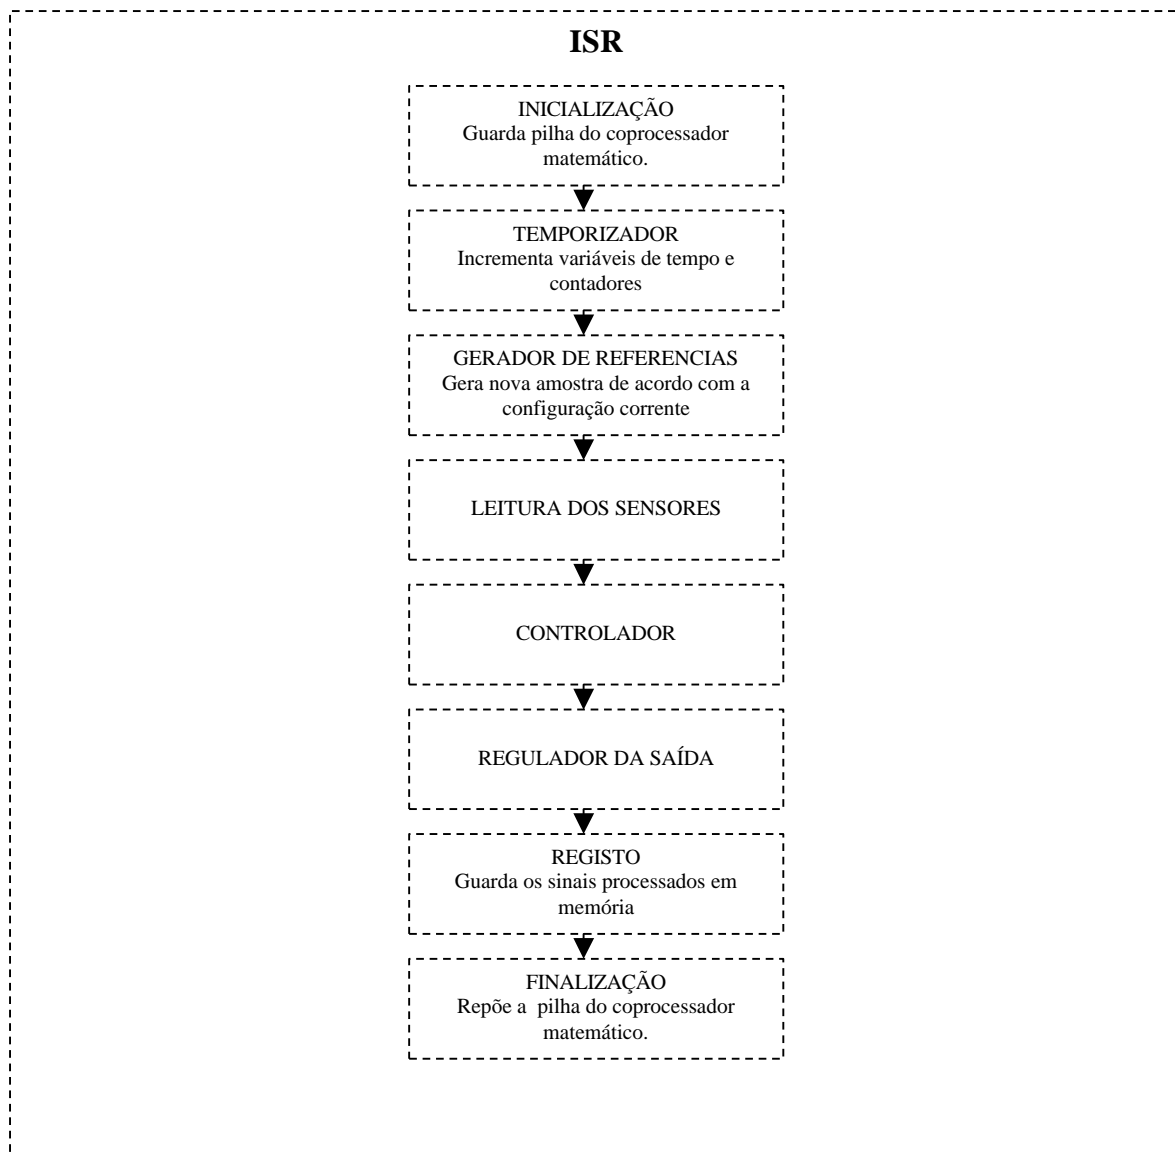 ISR
INICIALIZAÇÃO
Guarda pilha do coprocessador
matemático.
TEMPORIZADOR
Incrementa variáveis de tempo e
contadores
GERADOR DE REFERENCIAS
Gera nova amostra de acordo com a
configuração corrente
LEITURA DOS SENSORES
CONTROLADOR
REGULADOR DA SAÍDA
REGISTO
Guarda os sinais processados em
memória
FINALIZAÇÃO
Repõe a  pilha do coprocessador
matemático.